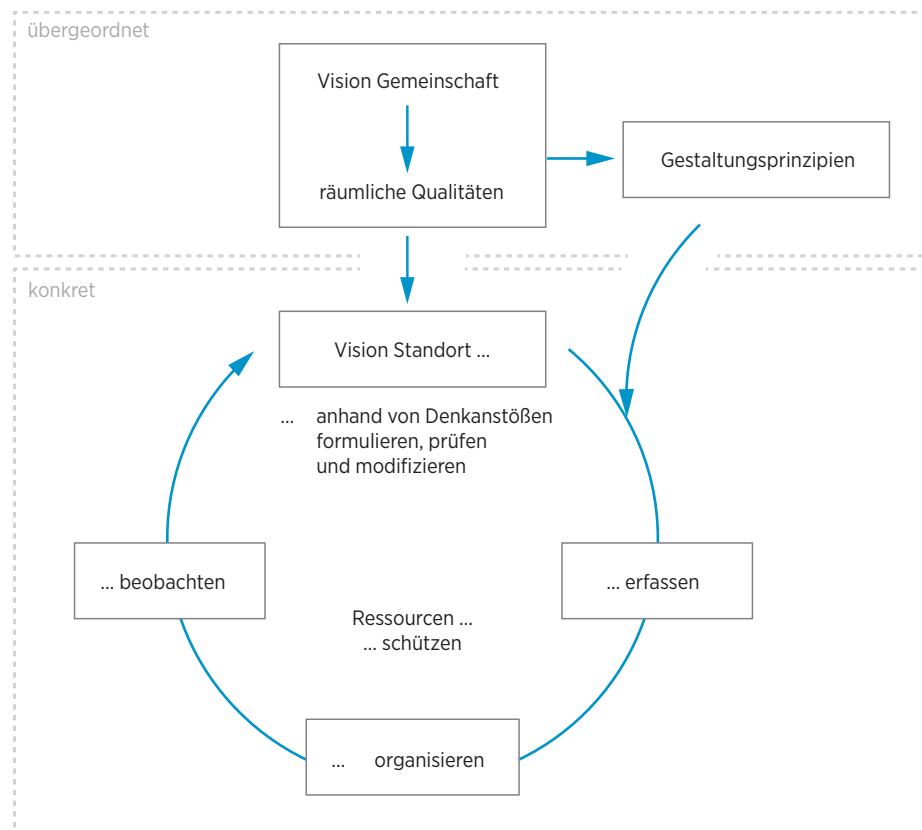 übergeordnet
Vision Gemeinschaft
räumliche Qualitäten
Gestaltungsprinzipien
konkret
Vision Standort ...
... anhand von Denkanstößen
formulieren, prüfen
und modifizieren
... beobachten
... erfassen
Ressourcen ...
... schützen
... organisieren